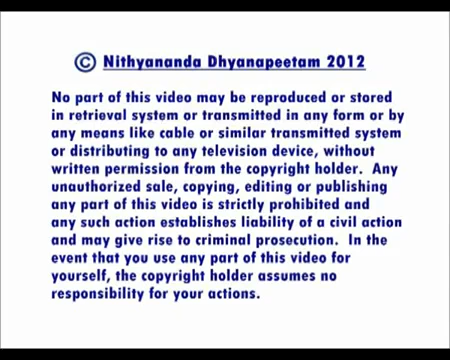 © Nithyananda Dhyanapeetam 2012
No part of this video may be reproduced or stored
in retrieval system or transmitted in any form or by
any means like cable or similar transmitted system
or distributing to any television device, without
written permission from the copyright holder. Any
unauthorized sale, copying, editing or publishing
any part of this video is strictly prohibited and
any such action establishes liability of a civil action
and may give rise to criminal prosecution. In the
event that you use any part of this video for
yourself, the copyright holder assumes no
responsibility for your actions.